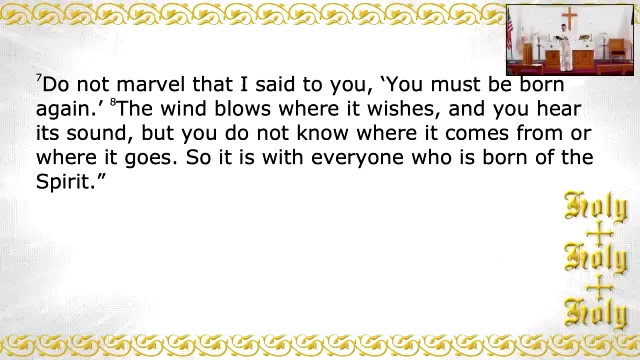 ⁷Do not marvel that I said to you, ‘You must be born
again.’ ⁸The wind blows where it wishes, and you hear
its sound, but you do not know where it comes from or
where it goes. So it is with everyone who is born of the
Spirit.”
Holy
Holy
Holy